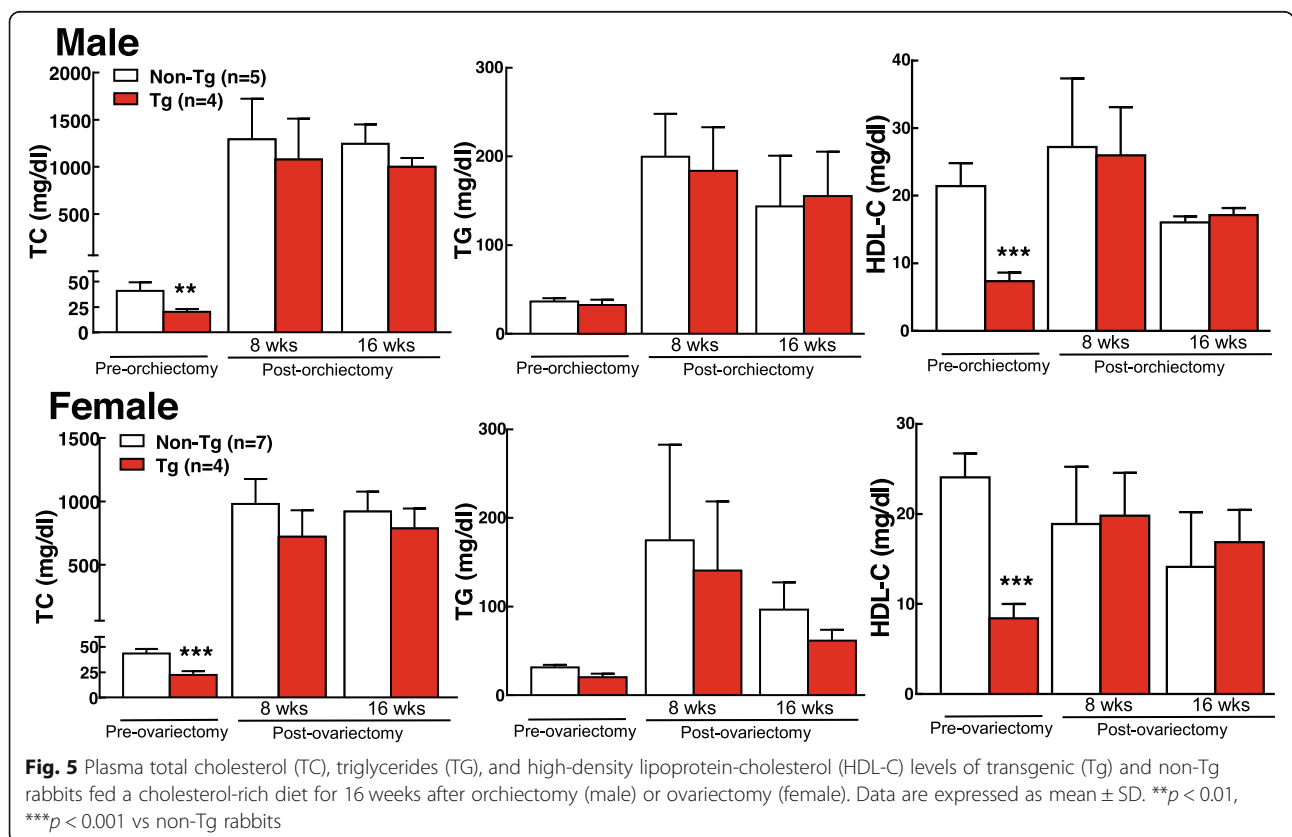 Male
2000
1500
1000
500
50
25
0
TC (mg/dl)
Non-Tg (n=5)
Tg (n=4)
**
8 wks 16 wks
Pre-orchiectomy Post-orchiectomy
300
200
100
0
TG (mg/dl)
8 wks 16 wks
Pre-orchiectomy Post-orchiectomy
40
30
20
10
0
HDL-C (mg/dl)
***
8 wks 16 wks
Pre-orchiectomy Post-orchiectomy
Female
1500
1000
500
50
25
0
TC (mg/dl)
Non-Tg (n=7)
Tg (n=4)
***
8 wks 16 wks
Pre-ovariectomy Post-ovariectomy
300
200
100
0
TG (mg/dl)
8 wks 16 wks
Pre-ovariectomy Post-ovariectomy
30
20
10
0
HDL-C (mg/dl)
***
8 wks 16 wks
Pre-ovariectomy Post-ovariectomy
Fig. 5 Plasma total cholesterol (TC), triglycerides (TG), and high-density lipoprotein-cholesterol (HDL-C) levels of transgenic (Tg) and non-Tg
rabbits fed a cholesterol-rich diet for 16 weeks after orchiectomy (male) or ovariectomy (female). Data are expressed as mean ± SD. **p < 0.01,
***p < 0.001 vs non-Tg rabbits